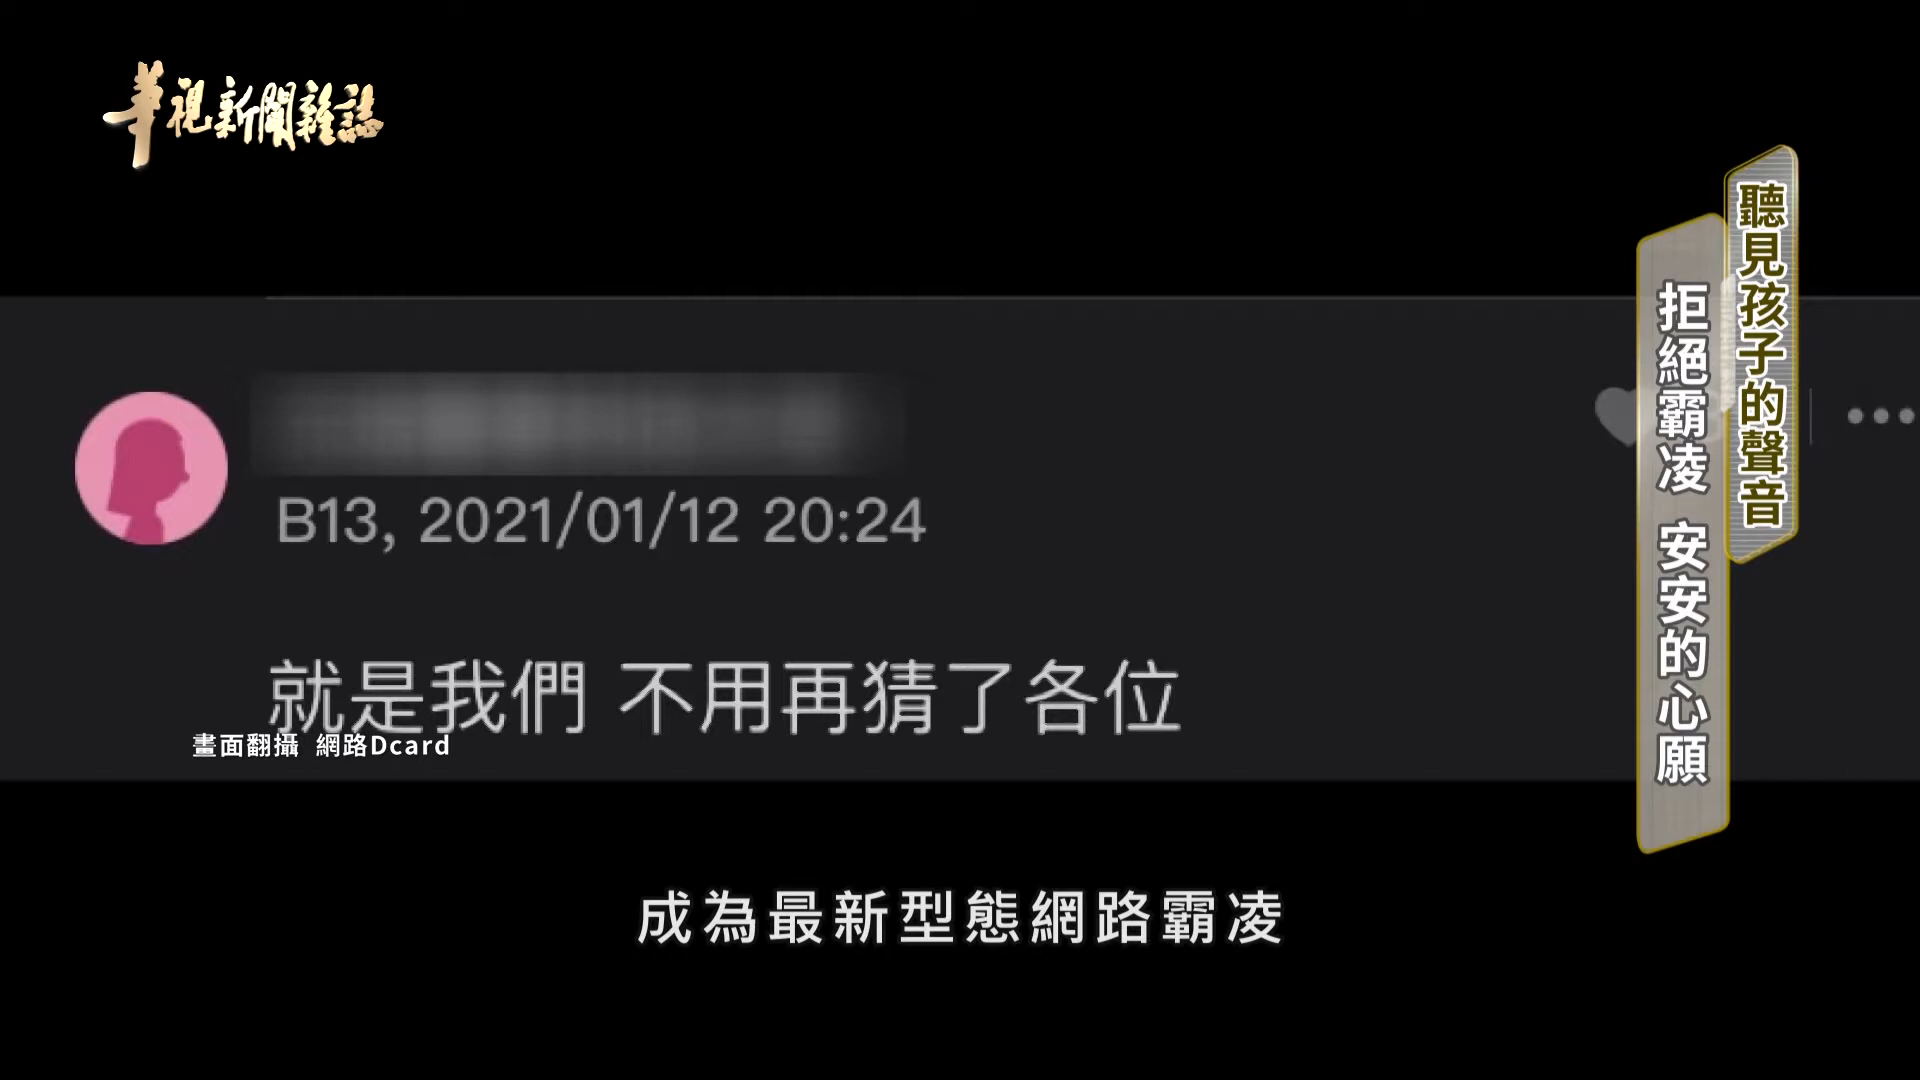 華視新聞雜誌
聽見孩子的聲音
拒絕霸凌 安安的心願
B13, 2021/01/12 20:24
就是我們 不用再猜了各位
畫面翻攝 網路Dcard
成為最新型態網路霸凌